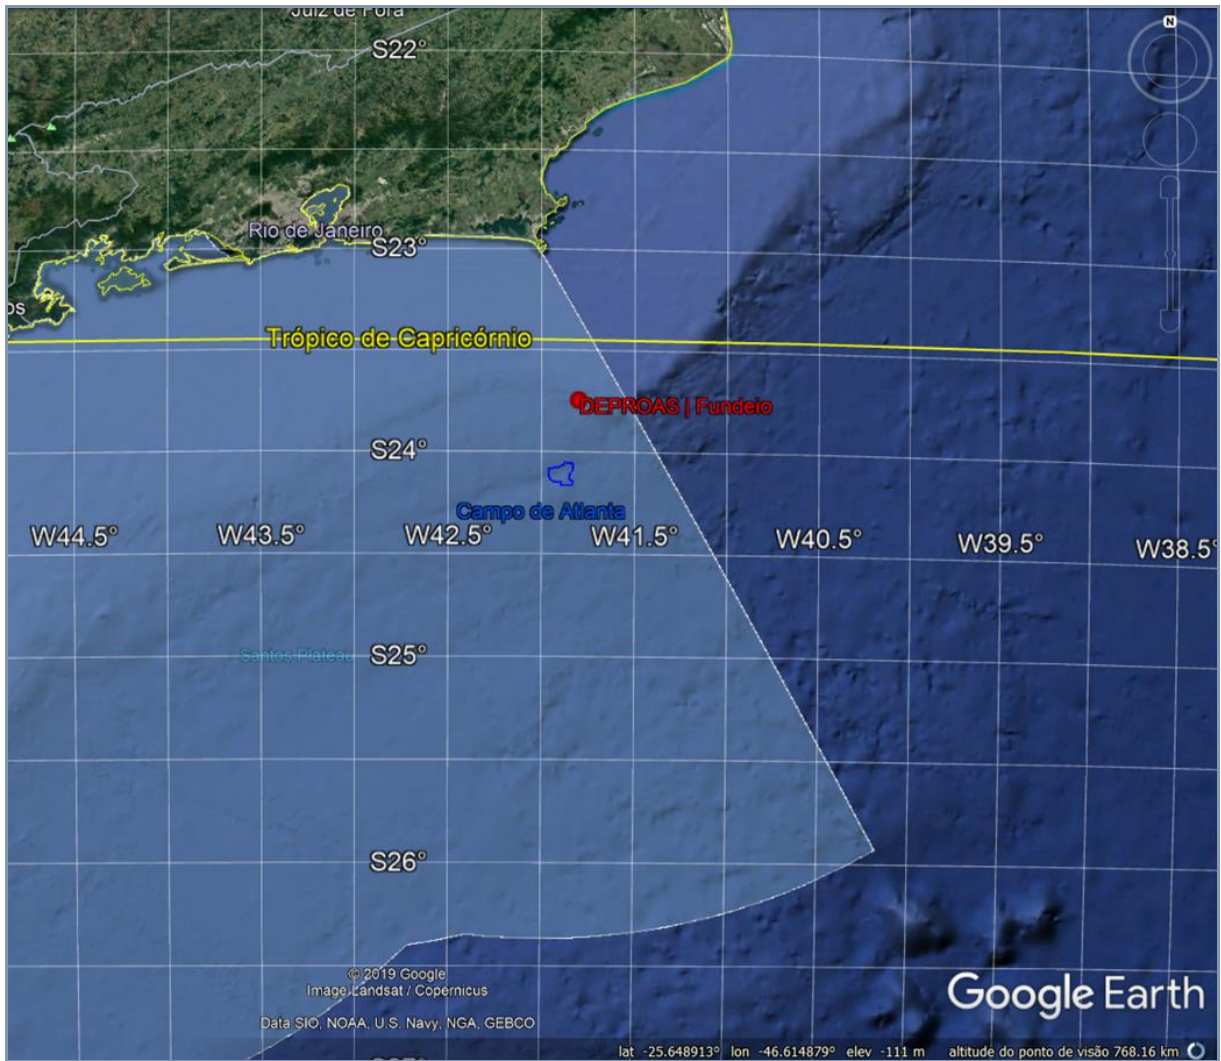 Juiz de Fora
N
S22°
Rio de Janeiro
S23°
os
Trópico de Capricórnio
DEPROAS | Fundeio
S24°
Campo de Atlanta
W44.5°
W43.5°
W42.5°
W41.5°
W40.5°
W39.5°
W38.5°
Santos Plateau
S25°
S26°
© 2019 Google
Image Landsat / Copernicus
Google Earth
Data SIO, NOAA, U.S. Navy, NGA, GEBCO
S27°
lat -25.648913° lon -46.614879° elev -111 m altitude do ponto de visão 768.16 km